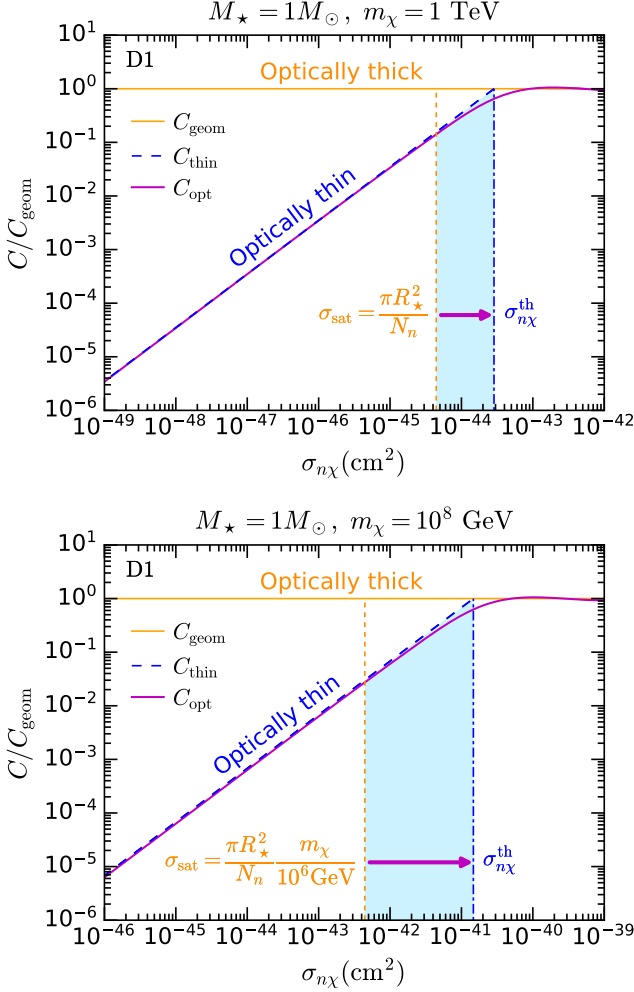 M⋆ = 1M⊙, mχ = 1 TeV
D1
Optically thick
C_geom
C_thin
C_opt
Optically thin
σ_sat = πR⋆² / N_n
σ_nχ^th
C/C_geom
10^1
10^0
10^−1
10^−2
10^−3
10^−4
10^−5
10^−6
10^−49 10^−48 10^−47 10^−46 10^−45 10^−44 10^−43 10^−42
σ_nχ(cm²)
M⋆ = 1M⊙, mχ = 10^8 GeV
D1
Optically thick
C_geom
C_thin
C_opt
Optically thin
σ_sat = πR⋆² / N_n mχ / 10^6GeV
σ_nχ^th
C/C_geom
10^1
10^0
10^−1
10^−2
10^−3
10^−4
10^−5
10^−6
10^−46 10^−45 10^−44 10^−43 10^−42 10^−41 10^−40 10^−39
σ_nχ(cm²)